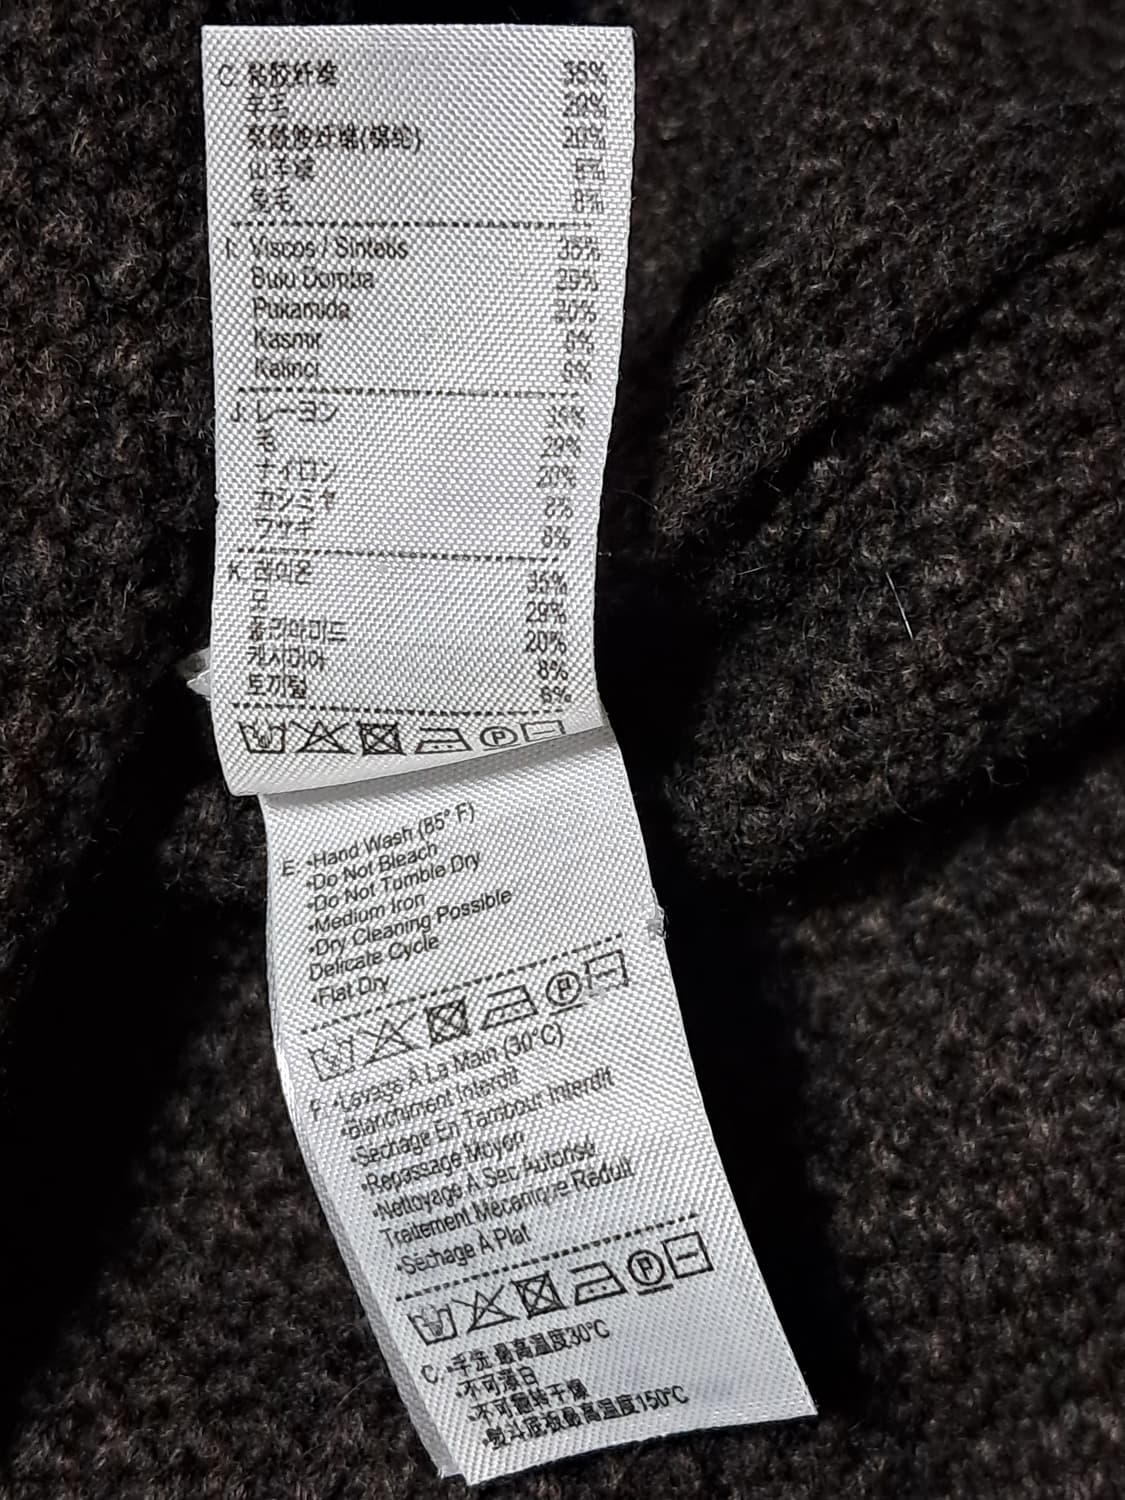 C: 粘胶纤维 35%
羊毛 29%
聚酰胺纤维(锦纶) 20%
山羊绒 8%
兔毛 8%
I: Viscos / Sintetis 35%
Bulu Domba 29%
20%
8%
Kelinci 8%
J: レーヨン 35%
毛 29%
ナイロン 20%
カシミヤ 8%
ウサギ 8%
K: 레이온 35%
모 29%
폴리아미드 20%
캐시미어 8%
토끼털 8%
E: •Hand Wash (85° F)
•Do Not Bleach
•Do Not Tumble Dry
•Medium Iron
•Dry Cleaning Possible
Delicate Cycle
•Flat Dry
F: •Lavage À La Main (30°C)
•Blanchiment Interdit
•Séchage En Tambour Interdit
•Repassage Moyen
•Nettoyage À Sec Autorisé
Traitement Mécanique Réduit
•Séchage À Plat
C: •手洗 最高温度30°C
•不可漂白
•不可翻转干燥
•熨斗底板最高温度150°C